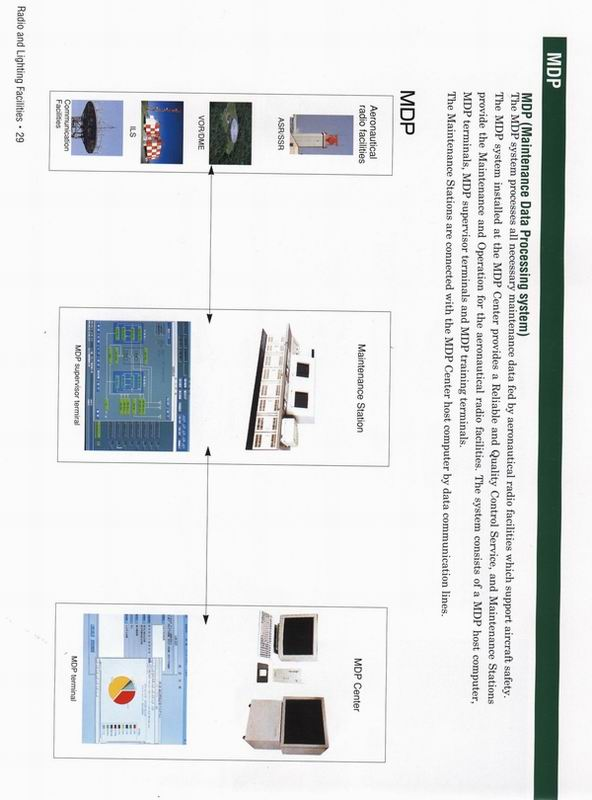 MDP
MDP (Maintenance Data Processing system)
The MDP system processes all necessary maintenance data fed by aeronautical radio facilities which support aircraft safety.
The MDP system installed at the MDP Center provides a Reliable and Quality Control Service, and Maintenance Stations
provide the Maintenance and Operation for the aeronautical radio facilities. The system consists of a MDP host computer,
MDP terminals, MDP supervisor terminals and MDP training terminals.
The Maintenance Stations are connected with the MDP Center host computer by data communication lines.
MDP
Aeronautical
radio facilities
ASR/SSR
VOR/DME
ILS
Communication
Facilities
Maintenance Station
MDP supervisor terminal
MDP Center
MDP terminal
Radio and Lighting Facilities • 29